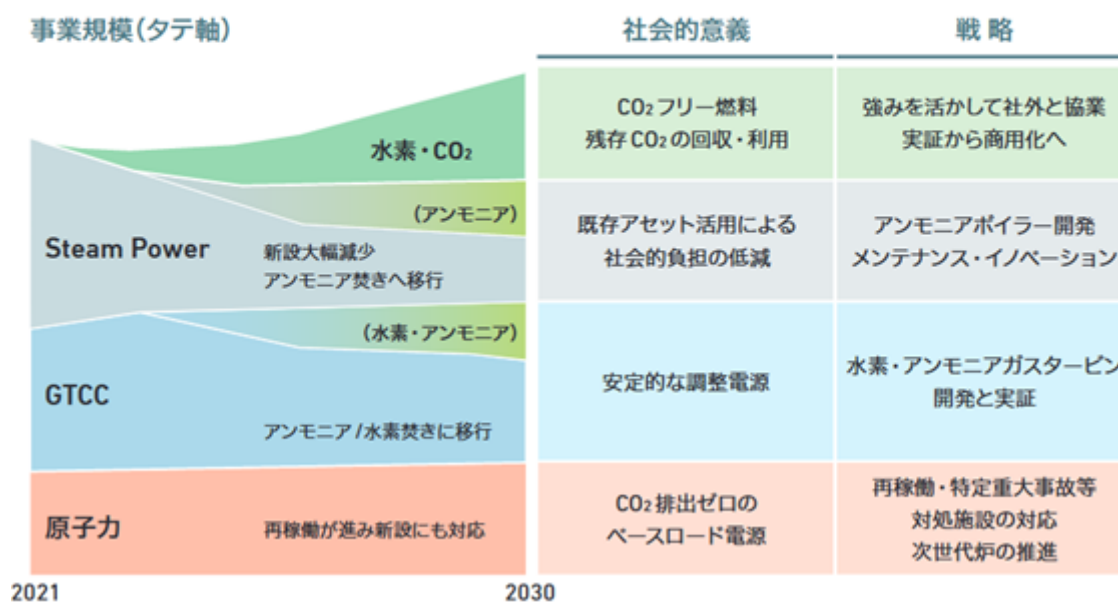 事業規模(タテ軸)
社会的意義
戦略
水素・CO₂
CO₂フリー燃料
残存CO₂の回収・利用
強みを活かして社外と協業
実証から商用化へ
(アンモニア)
Steam Power
新設大幅減少
アンモニア焚きへ移行
既存アセット活用による
社会的負担の低減
アンモニアボイラー開発
メンテナンス・イノベーション
(水素・アンモニア)
GTCC
アンモニア/水素焚きに移行
安定的な調整電源
水素・アンモニアガスタービン
開発と実証
原子力
再稼働が進み新設にも対応
CO₂排出ゼロの
ベースロード電源
再稼働・特定重大事故等
対処施設の対応
次世代炉の推進
2021
2030